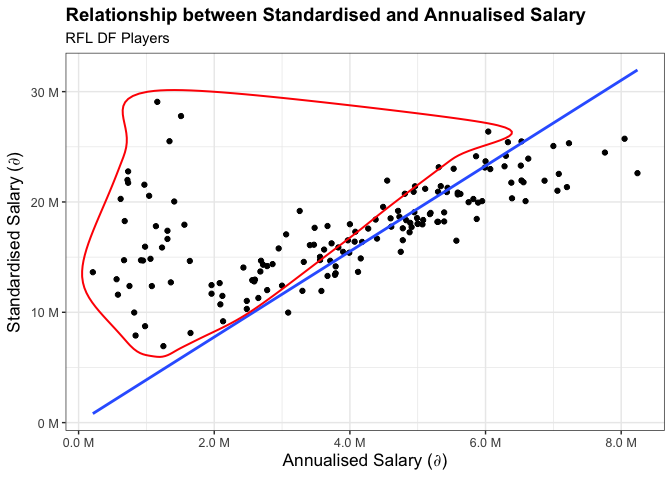 Relationship between Standardised and Annualised Salary
RFL DF Players
Standardised Salary (∂)
30 M
20 M
10 M
0 M
0.0 M
2.0 M
4.0 M
6.0 M
8.0 M
Annualised Salary (∂)